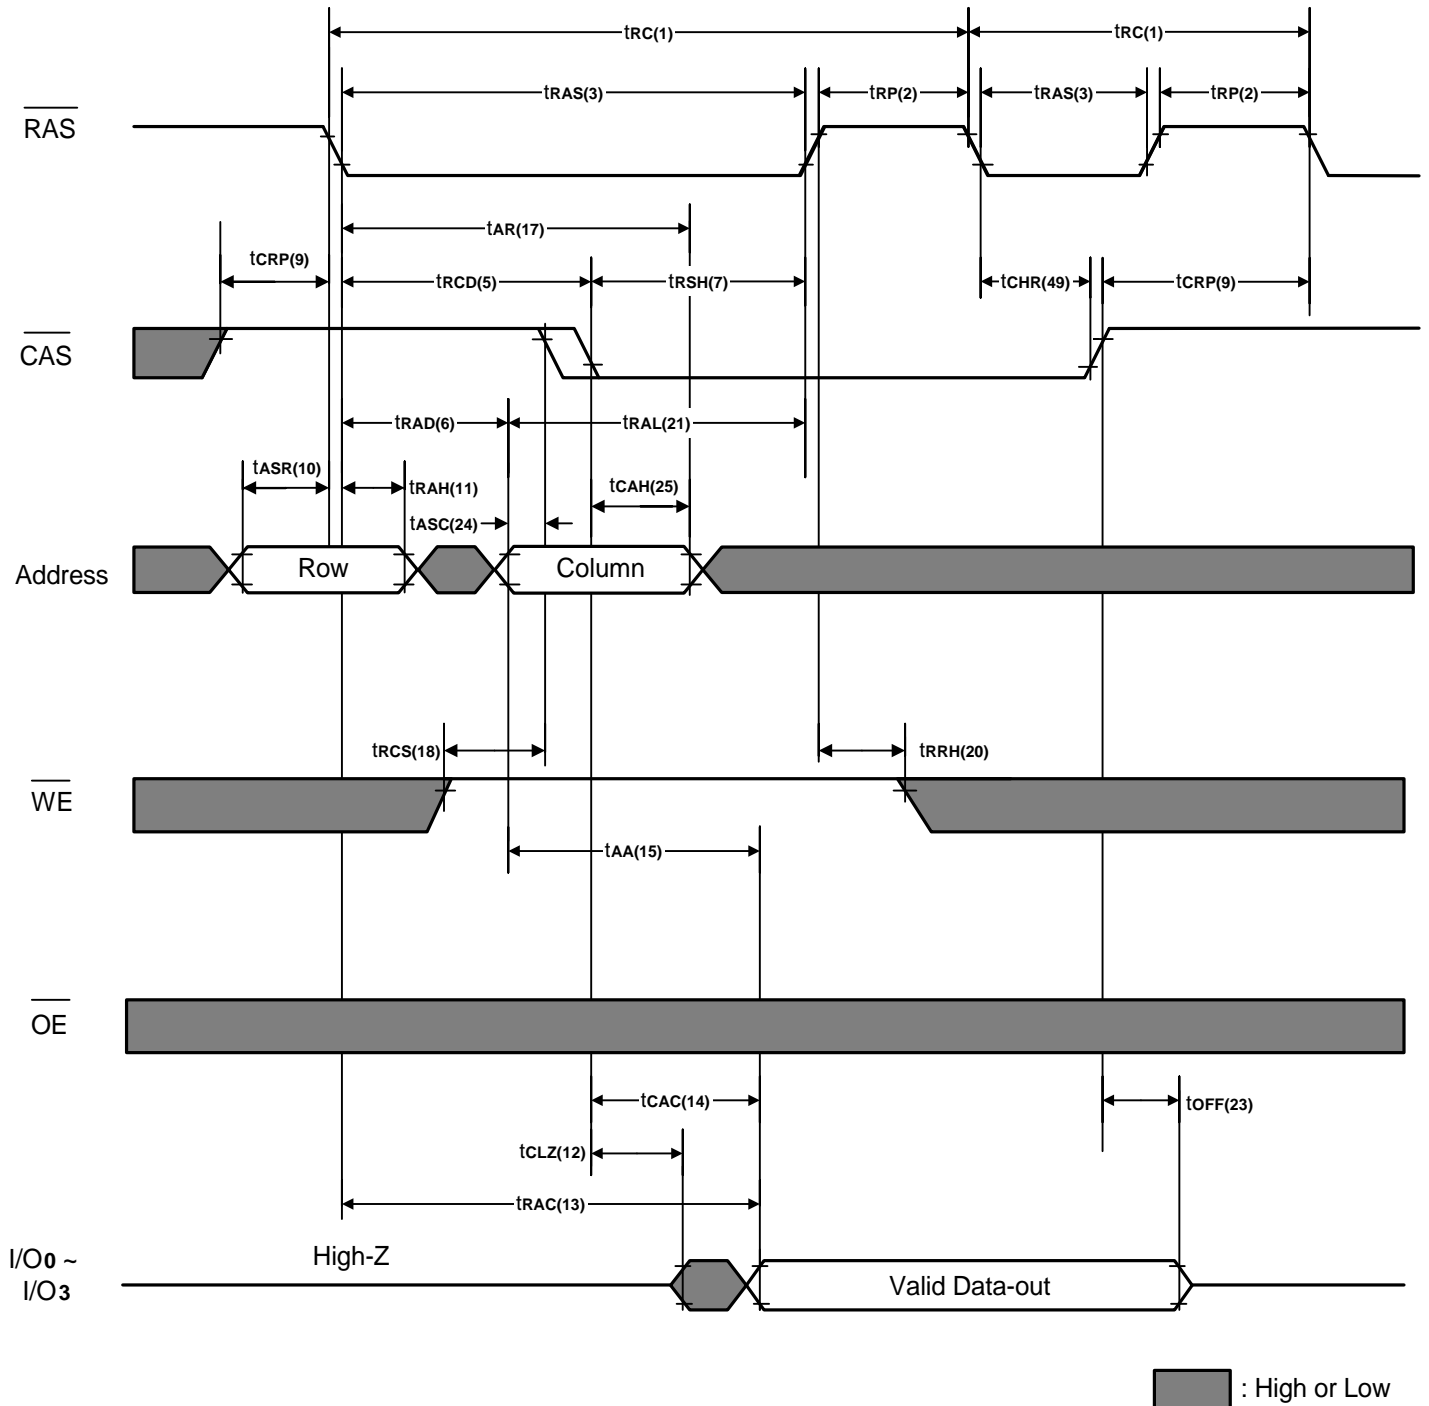 tRC(1) tRC(1)
tRAS(3) tRP(2) tRAS(3) tRP(2)
RAS
tAR(17)
tCRP(9) tRCD(5) tRSH(7) tCHR(49) tCRP(9)
CAS
tRAD(6) tRAL(21)
tASR(10) tRAH(11) tCAH(25)
tASC(24)
Address Row Column
tRCS(18) tRRH(20)
WE
tAA(15)
OE
tCAC(14) tOFF(23)
tCLZ(12)
tRAC(13)
I/O0 ~
I/O3
High-Z
Valid Data-out
: High or Low